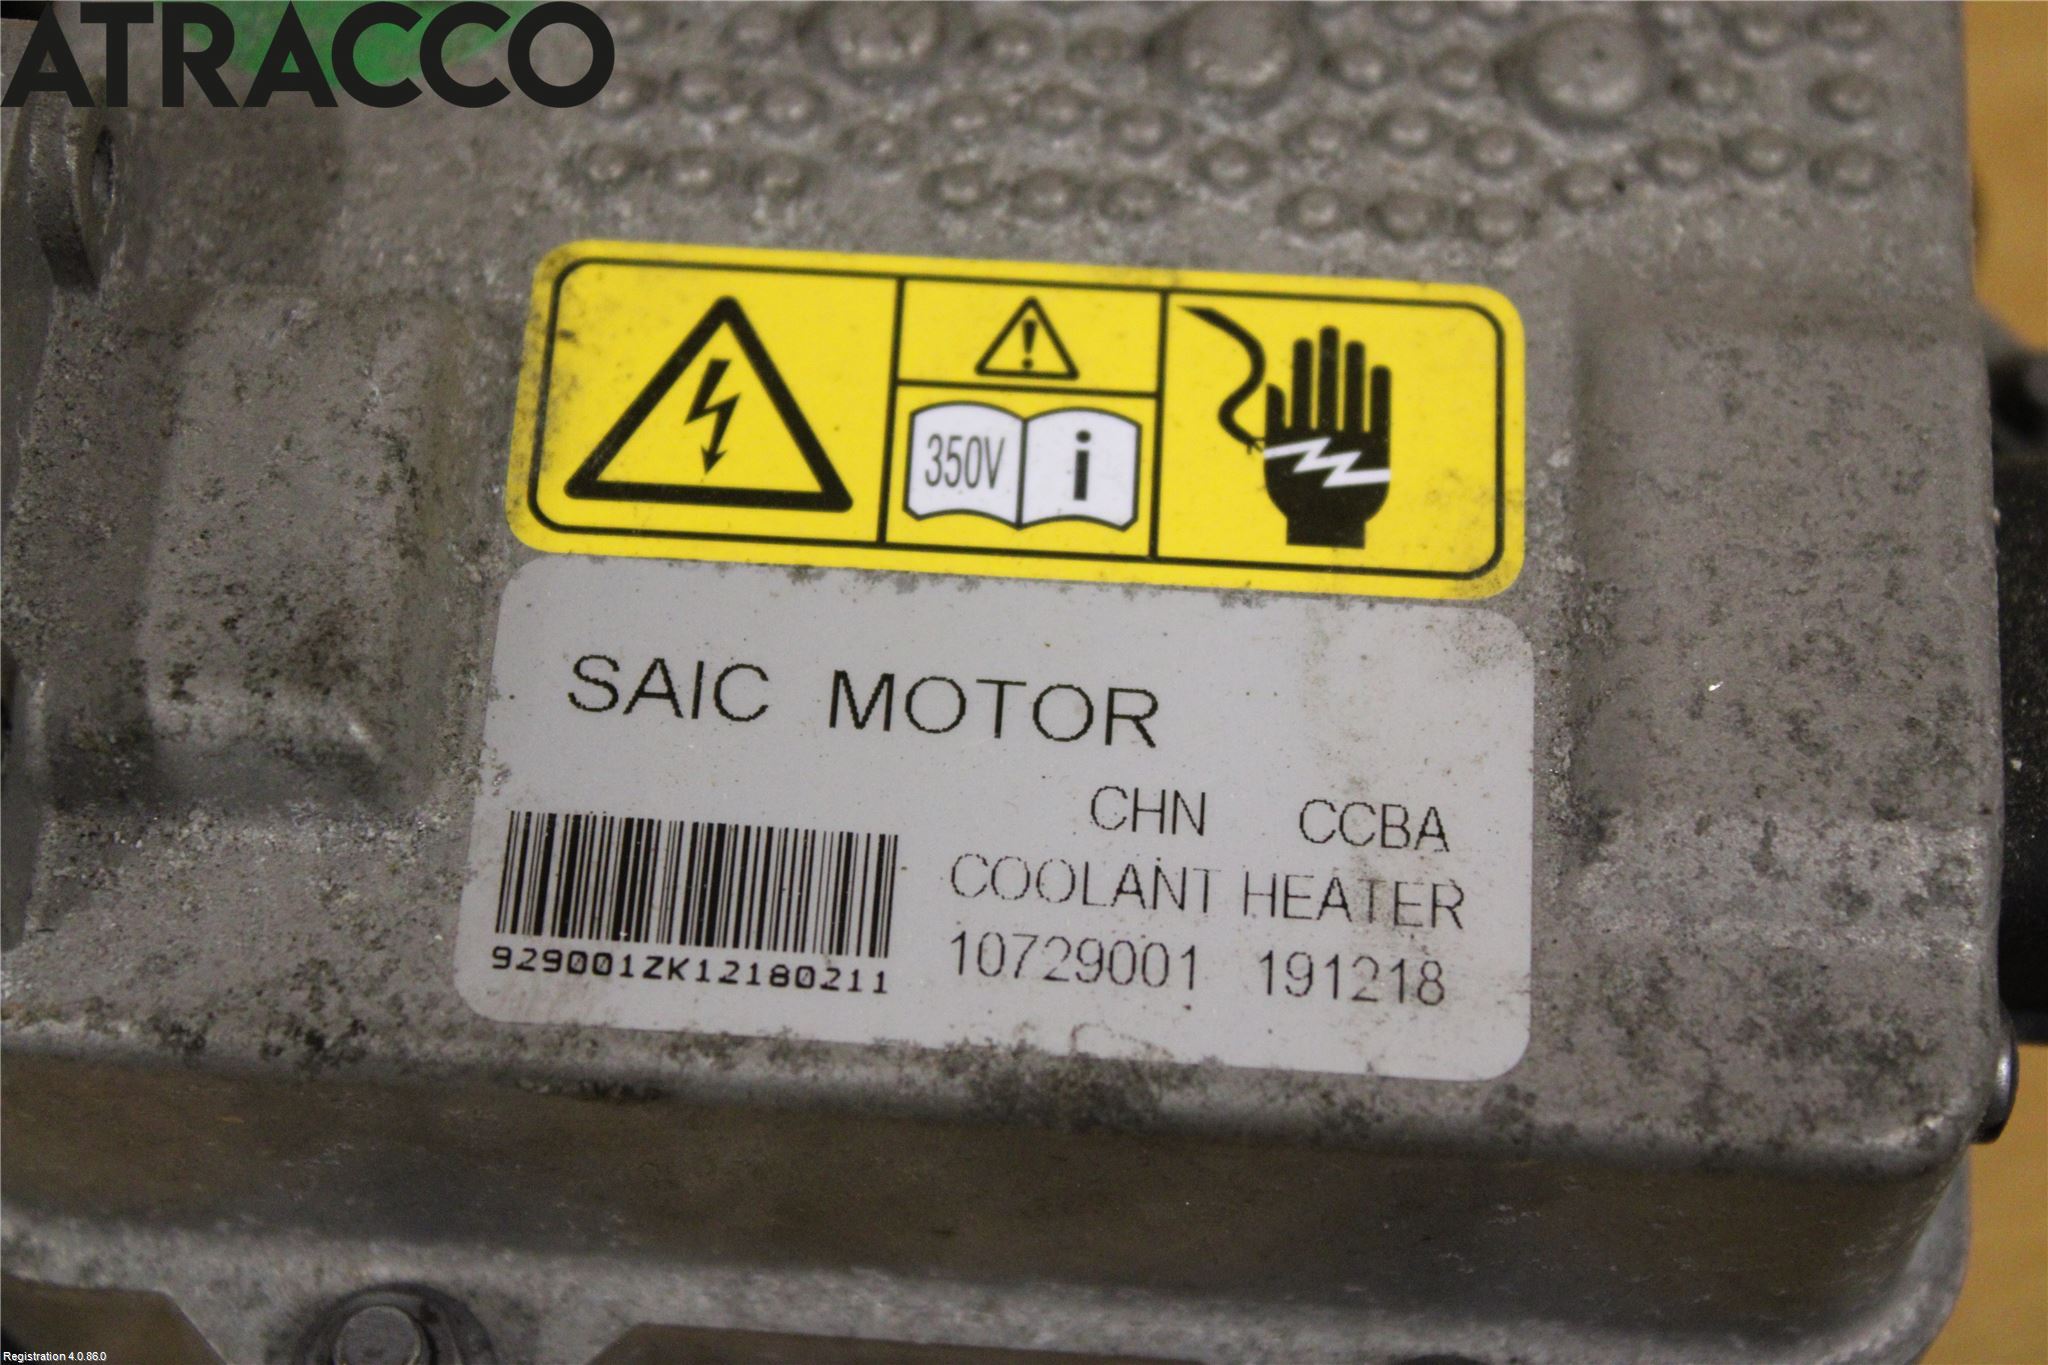 ATRACCO
350V i
SAIC MOTOR
CHN CCBA
COOLANT HEATER
929001ZK12180211
10729001 191218
Registration 4.0.86.0